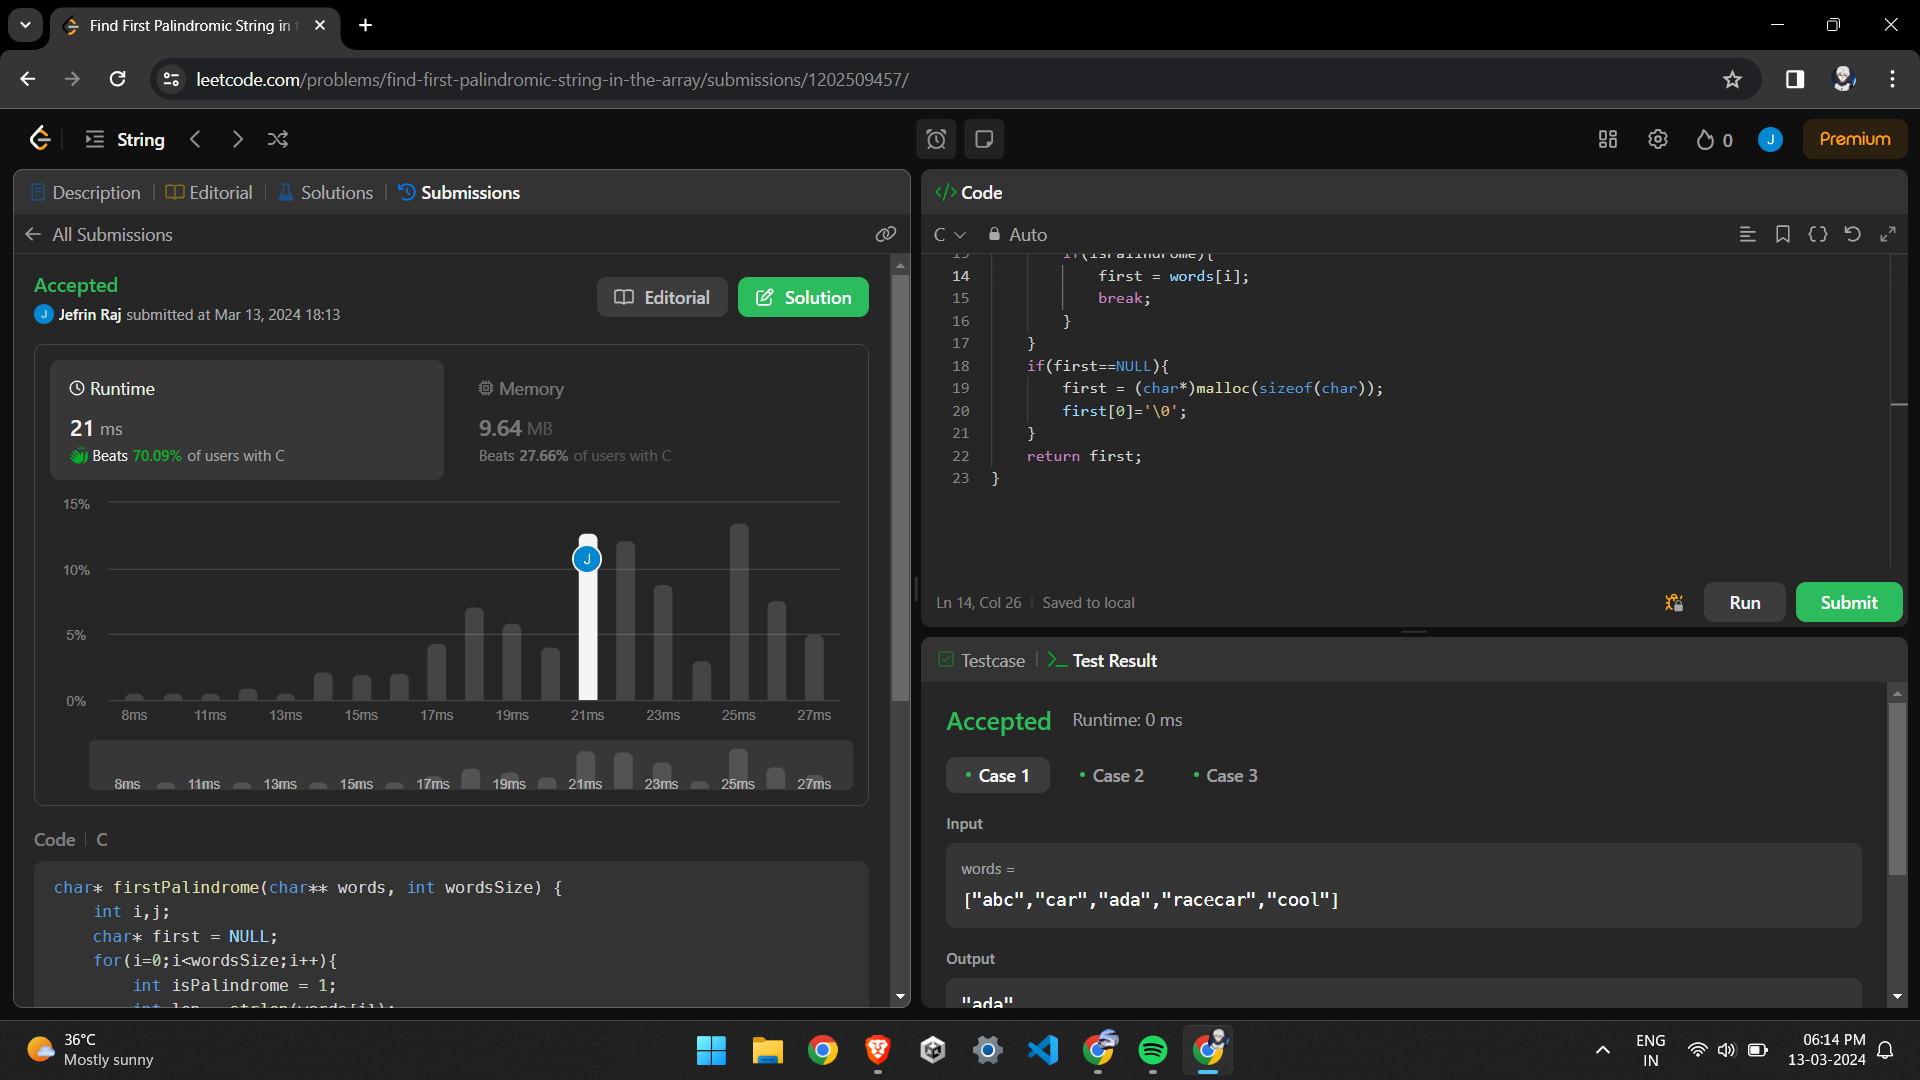 Find First Palindromic String in
leetcode.com/problems/find-first-palindromic-string-in-the-array/submissions/1202509457/
String
0
J
Premium
Description
Editorial
Solutions
Submissions
All Submissions
Accepted
J Jefrin Raj submitted at Mar 13, 2024 18:13
Editorial
Solution
Runtime
21 ms
Beats 70.09% of users with C
Memory
9.64 MB
Beats 27.66% of users with C
15%
10%
5%
0%
J
8ms 11ms 13ms 15ms 17ms 19ms 21ms 23ms 25ms 27ms
8ms 11ms 13ms 15ms 17ms 19ms 21ms 23ms 25ms 27ms
Code C
char* firstPalindrome(char** words, int wordsSize) {
int i,j;
char* first = NULL;
for(i=0;i<wordsSize;i++){
int isPalindrome = 1;
int len = strlen(words[i]);
</> Code
C
Auto
13 if(isPalindrome){
14 first = words[i];
15 break;
16 }
17 }
18 if(first==NULL){
19 first = (char*)malloc(sizeof(char));
20 first[0]='\0';
21 }
22 return first;
23 }
Ln 14, Col 26 Saved to local
Run
Submit
Testcase
Test Result
Accepted Runtime: 0 ms
Case 1
Case 2
Case 3
Input
words =
["abc","car","ada","racecar","cool"]
Output
"ada"
36°C
Mostly sunny
ENG
IN
06:14 PM
13-03-2024